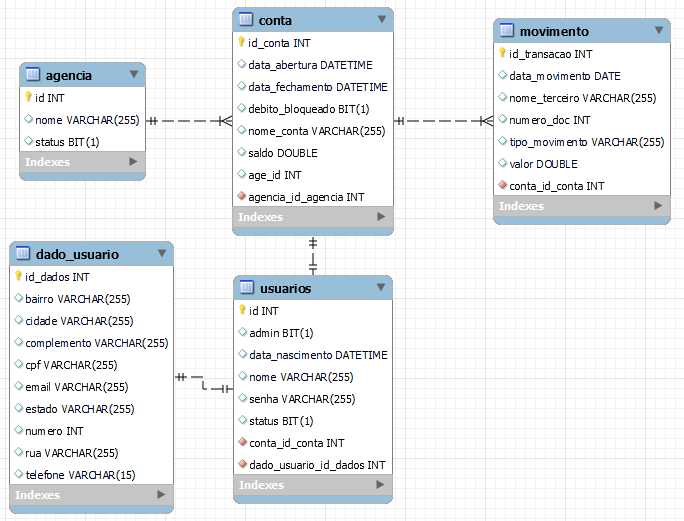 agencia
id INT
nome VARCHAR(255)
status BIT(1)
Indexes
conta
id_conta INT
data_abertura DATETIME
data_fechamento DATETIME
debito_bloqueado BIT(1)
nome_conta VARCHAR(255)
saldo DOUBLE
age_id INT
agencia_id_agencia INT
Indexes
movimento
id_transacao INT
data_movimento DATE
nome_terceiro VARCHAR(255)
numero_doc INT
tipo_movimento VARCHAR(255)
valor DOUBLE
conta_id_conta INT
Indexes
dado_usuario
id_dados INT
bairro VARCHAR(255)
cidade VARCHAR(255)
complemento VARCHAR(255)
cpf VARCHAR(255)
email VARCHAR(255)
estado VARCHAR(255)
numero INT
rua VARCHAR(255)
telefone VARCHAR(15)
Indexes
usuarios
id INT
admin BIT(1)
data_nascimento DATETIME
nome VARCHAR(255)
senha VARCHAR(255)
status BIT(1)
conta_id_conta INT
dado_usuario_id_dados INT
Indexes